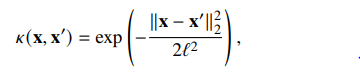 κ(x, x′) = exp(−‖x − x′‖₂² / 2ℓ²),